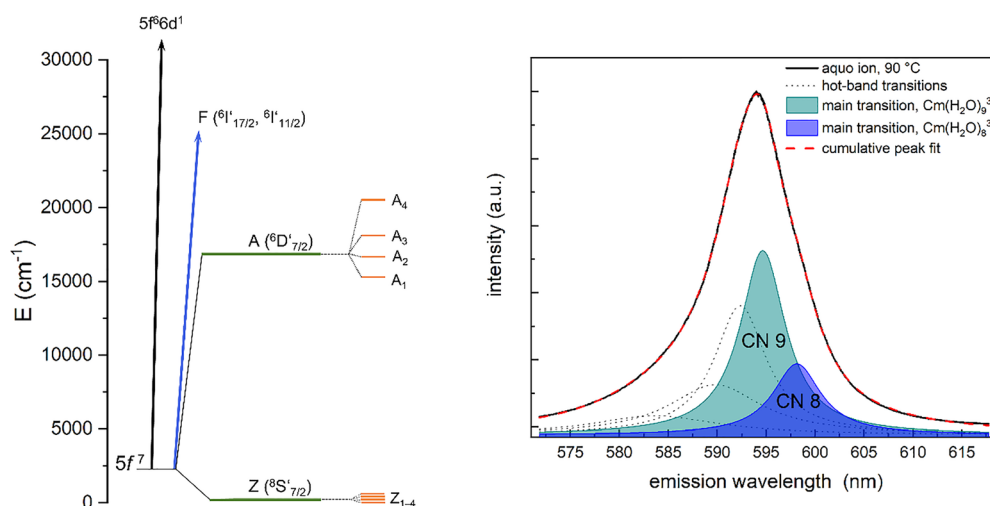 5f⁶6d¹
30000
25000
20000
15000
10000
5000
0
E (cm⁻¹)
F (⁶I‘₁₇/₂, ⁶I‘₁₁/₂)
A (⁶D‘₇/₂)
A₄
A₃
A₂
A₁
5f⁷
Z (⁸S‘₇/₂)
Z₁₋₄
aquo ion, 90 °C
hot-band transitions
main transition, Cm(H₂O)₉³
main transition, Cm(H₂O)₈³
cumulative peak fit
intensity (a.u.)
CN 9
CN 8
575 580 585 590 595 600 605 610 615
emission wavelength (nm)